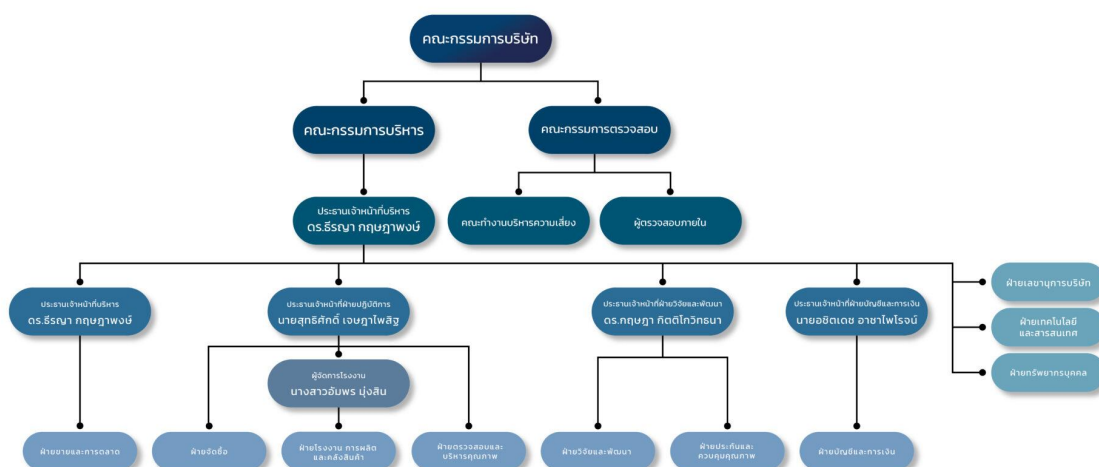 คณะกรรมการบริษัท
คณะกรรมการบริหาร
คณะกรรมการตรวจสอบ
ประธานเจ้าหน้าที่บริหาร
ดร.ธีรญา กฤษฎาพงษ์
คณะทำงานบริหารความเสี่ยง
ผู้ตรวจสอบภายใน
ประธานเจ้าหน้าที่บริหาร
ดร.ธีรญา กฤษฎาพงษ์
ประธานเจ้าหน้าที่ฝ่ายปฏิบัติการ
นายสุทธิศักดิ์ เจษฎาไพสิฐ
ประธานเจ้าหน้าที่ฝ่ายวิจัยและพัฒนา
ดร.กฤษฎา กิตติโกวิทธนา
ประธานเจ้าหน้าที่ฝ่ายบัญชีและการเงิน
นายอชิตเดช อาชาไพโรจน์
ฝ่ายเลขานุการบริษัท
ฝ่ายเทคโนโลยี
และสารสนเทศ
ฝ่ายทรัพยากรบุคคล
ผู้จัดการโรงงาน
นางสาวอัมพร มุ่งสิน
ฝ่ายขายและการตลาด
ฝ่ายจัดซื้อ
ฝ่ายโรงงาน การผลิต
และคลังสินค้า
ฝ่ายตรวจสอบและ
บริหารคุณภาพ
ฝ่ายวิจัยและพัฒนา
ฝ่ายประกันและ
ควบคุมคุณภาพ
ฝ่ายบัญชีและการเงิน